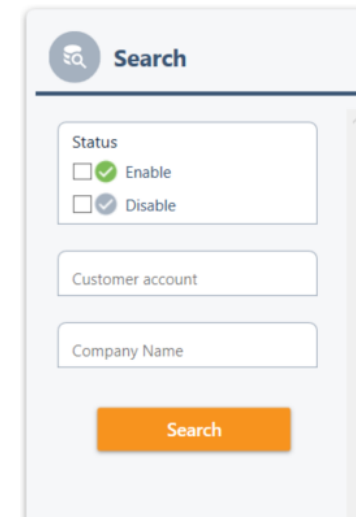 Search
Status
Enable
Disable
Customer account
Company Name
Search